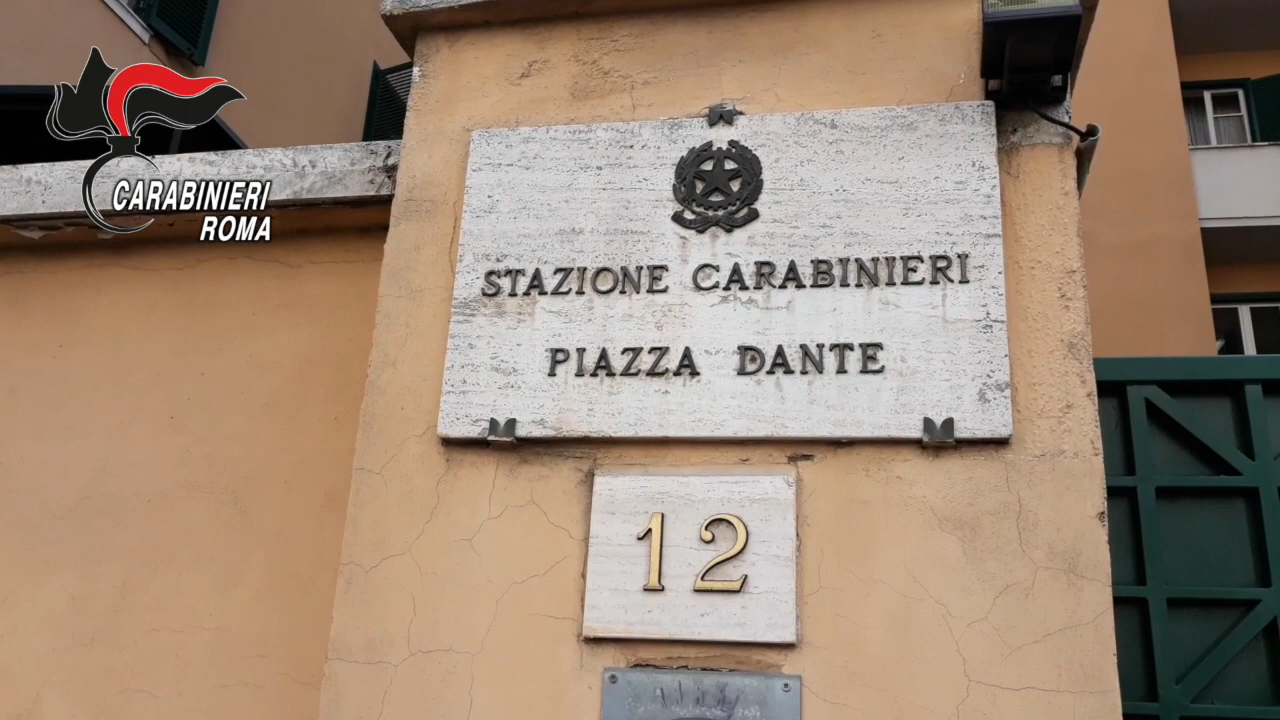 CARABINIERI
ROMA
STAZIONE CARABINIERI
PIAZZA DANTE
12